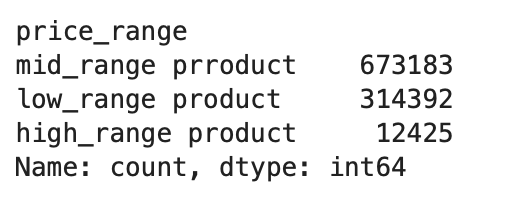 price_range
mid_range prroduct    673183
low_range product     314392
high_range product     12425
Name: count, dtype: int64